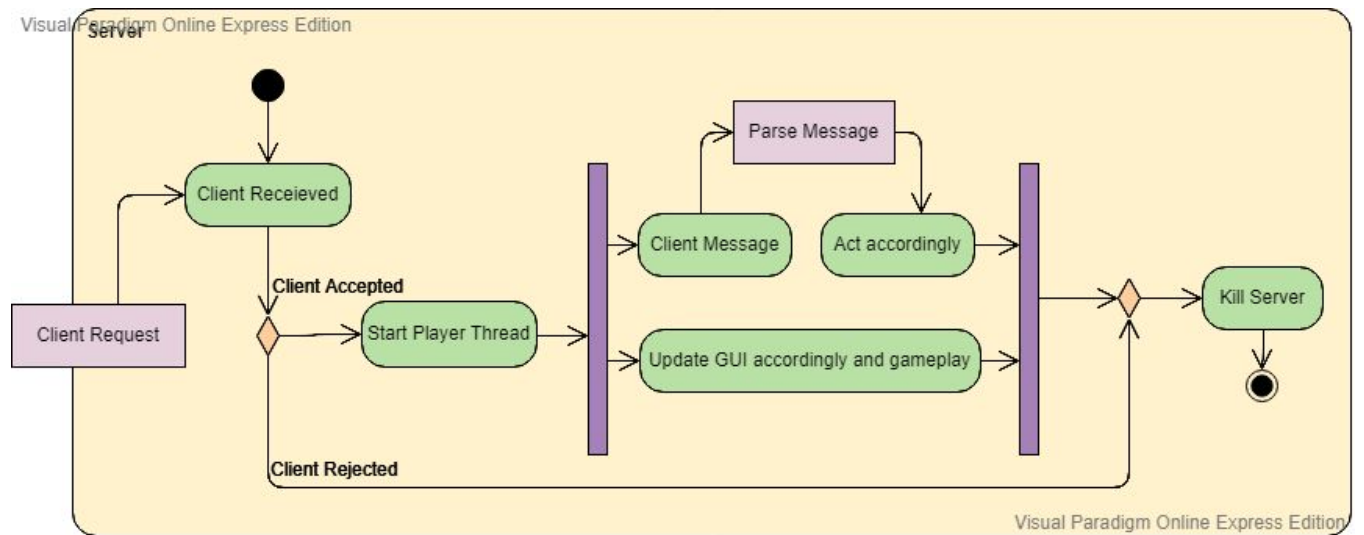 Visual Paradigm Online Express Edition
Server
Parse Message
Client Receieved
Client Message
Act accordingly
Client Accepted
Kill Server
Client Request
Start Player Thread
Update GUI accordingly and gameplay
Client Rejected
Visual Paradigm Online Express Edition